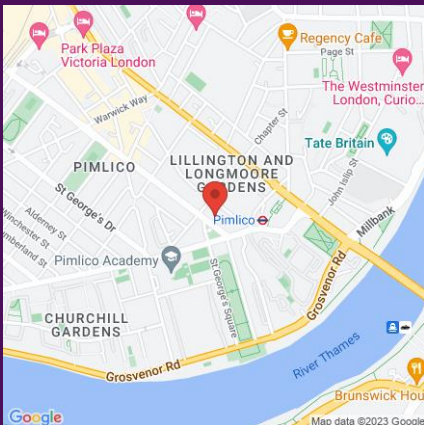 Park Plaza
Victoria London
Regency Cafe
Page St
The Westminster
London, Curio...
Warwick Way
Chapter St
Tate Britain
John Islip St
PIMLICO
LILLINGTON AND
LONGMOORE
GARDENS
St George's Dr
Alderney St
Winchester St
Cumberland St
Pimlico
Millbank
Pimlico Academy
St George's Square
Grosvenor Rd
CHURCHILL
GARDENS
Grosvenor Rd
River Thames
Brunswick Hou
Google
Map data ©2023 Google